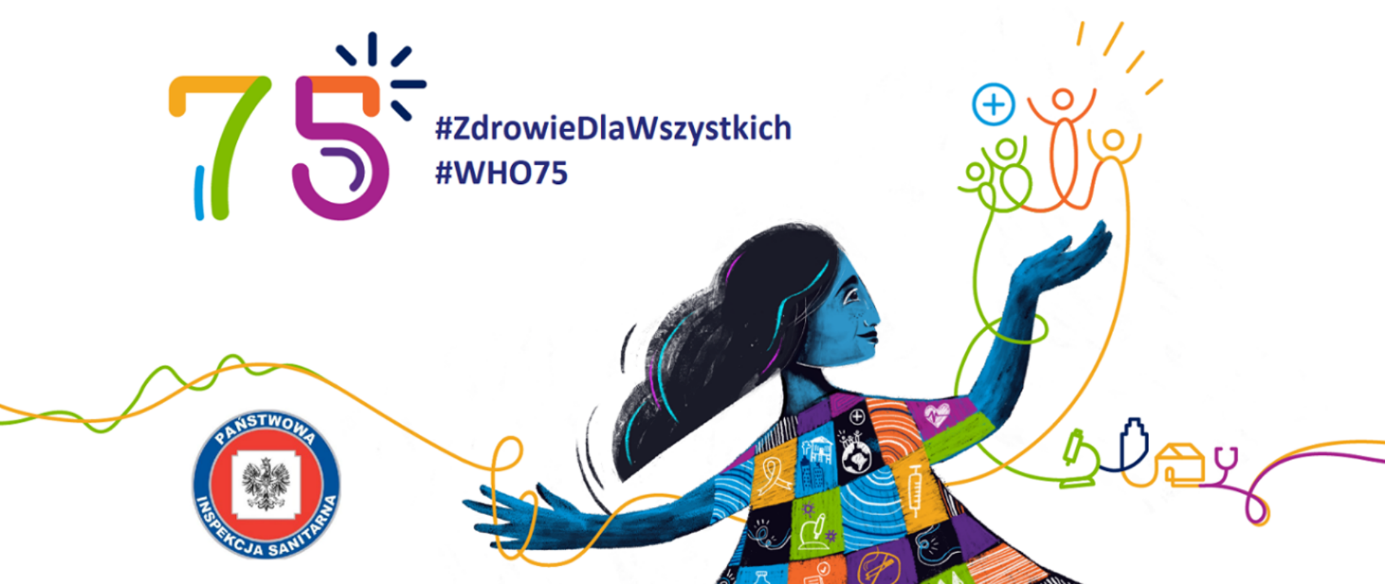 75
#ZdrowieDlaWszystkich
#WHO75
PAŃSTWOWA
INSPEKCJA SANITARNA